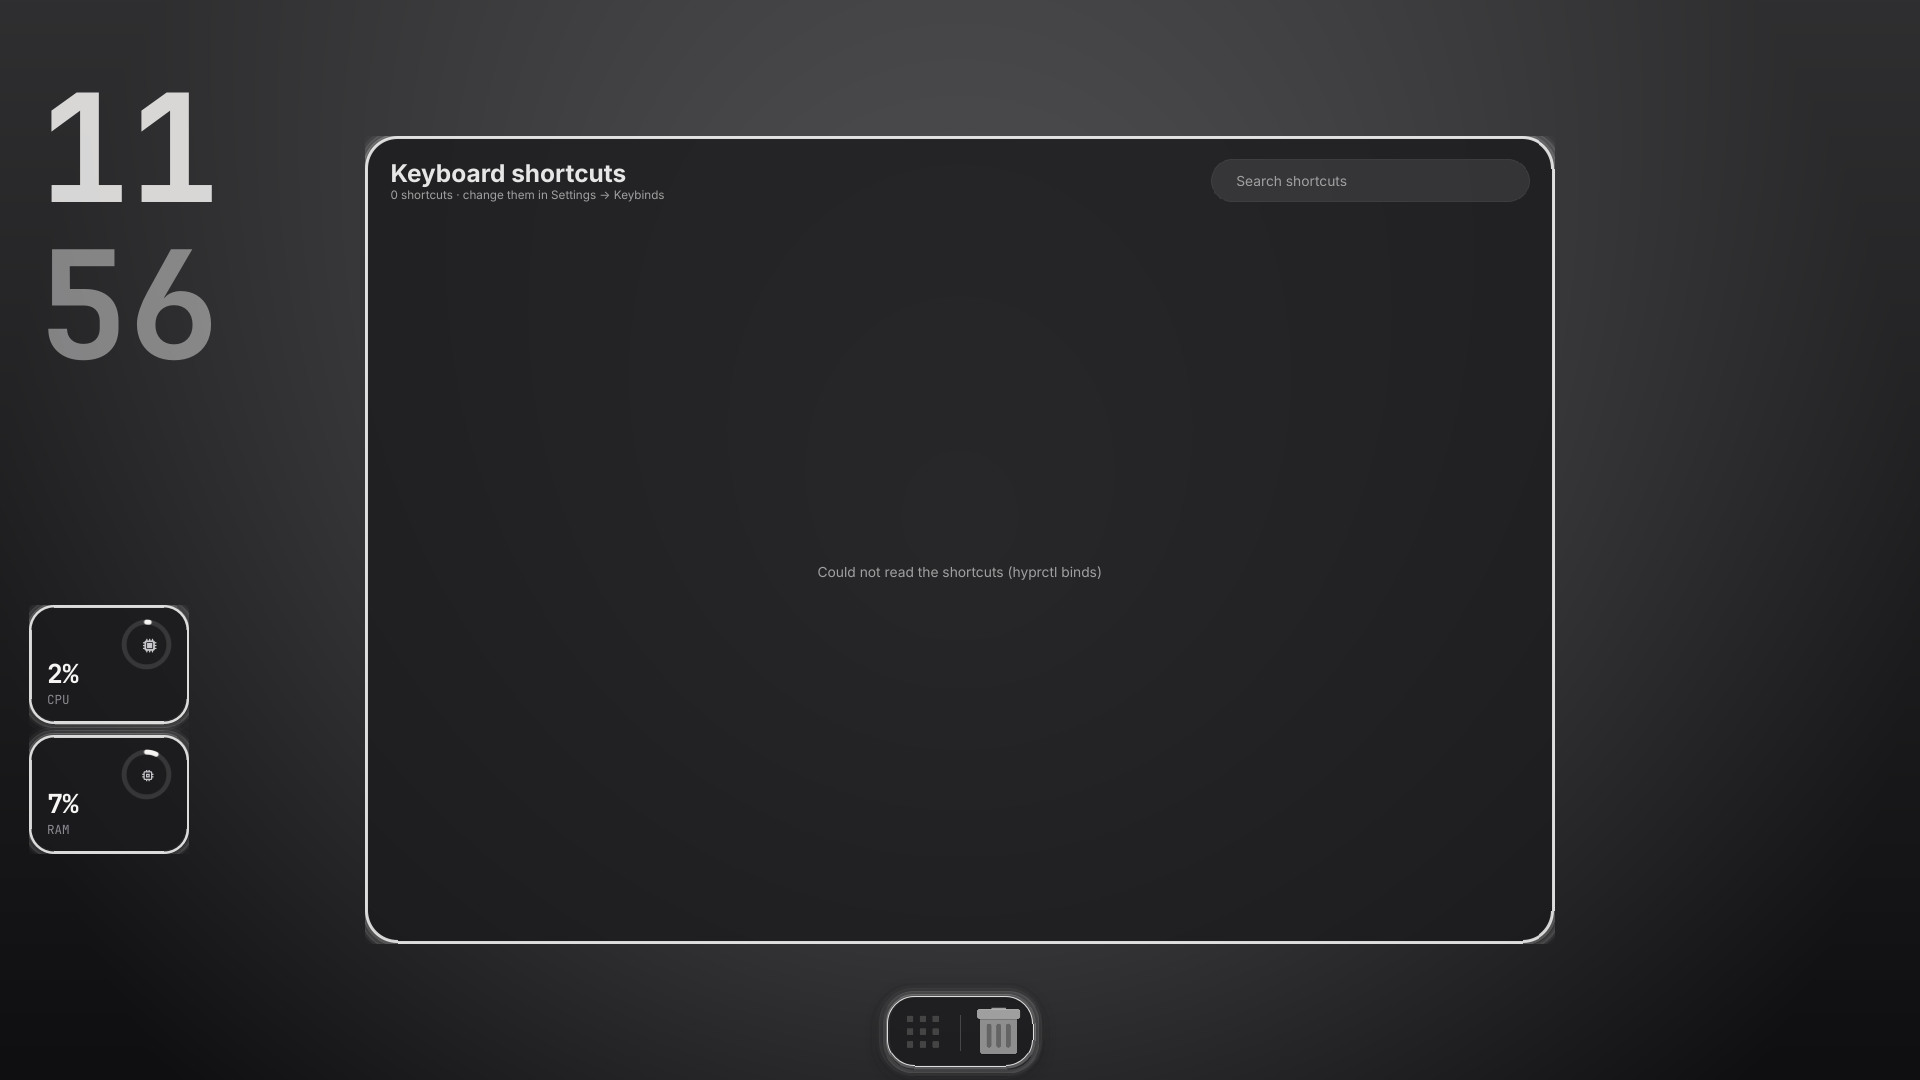 11
56
Keyboard shortcuts
0 shortcuts · change them in Settings → Keybinds
Search shortcuts
Could not read the shortcuts (hyprctl binds)
2%
CPU
7%
RAM